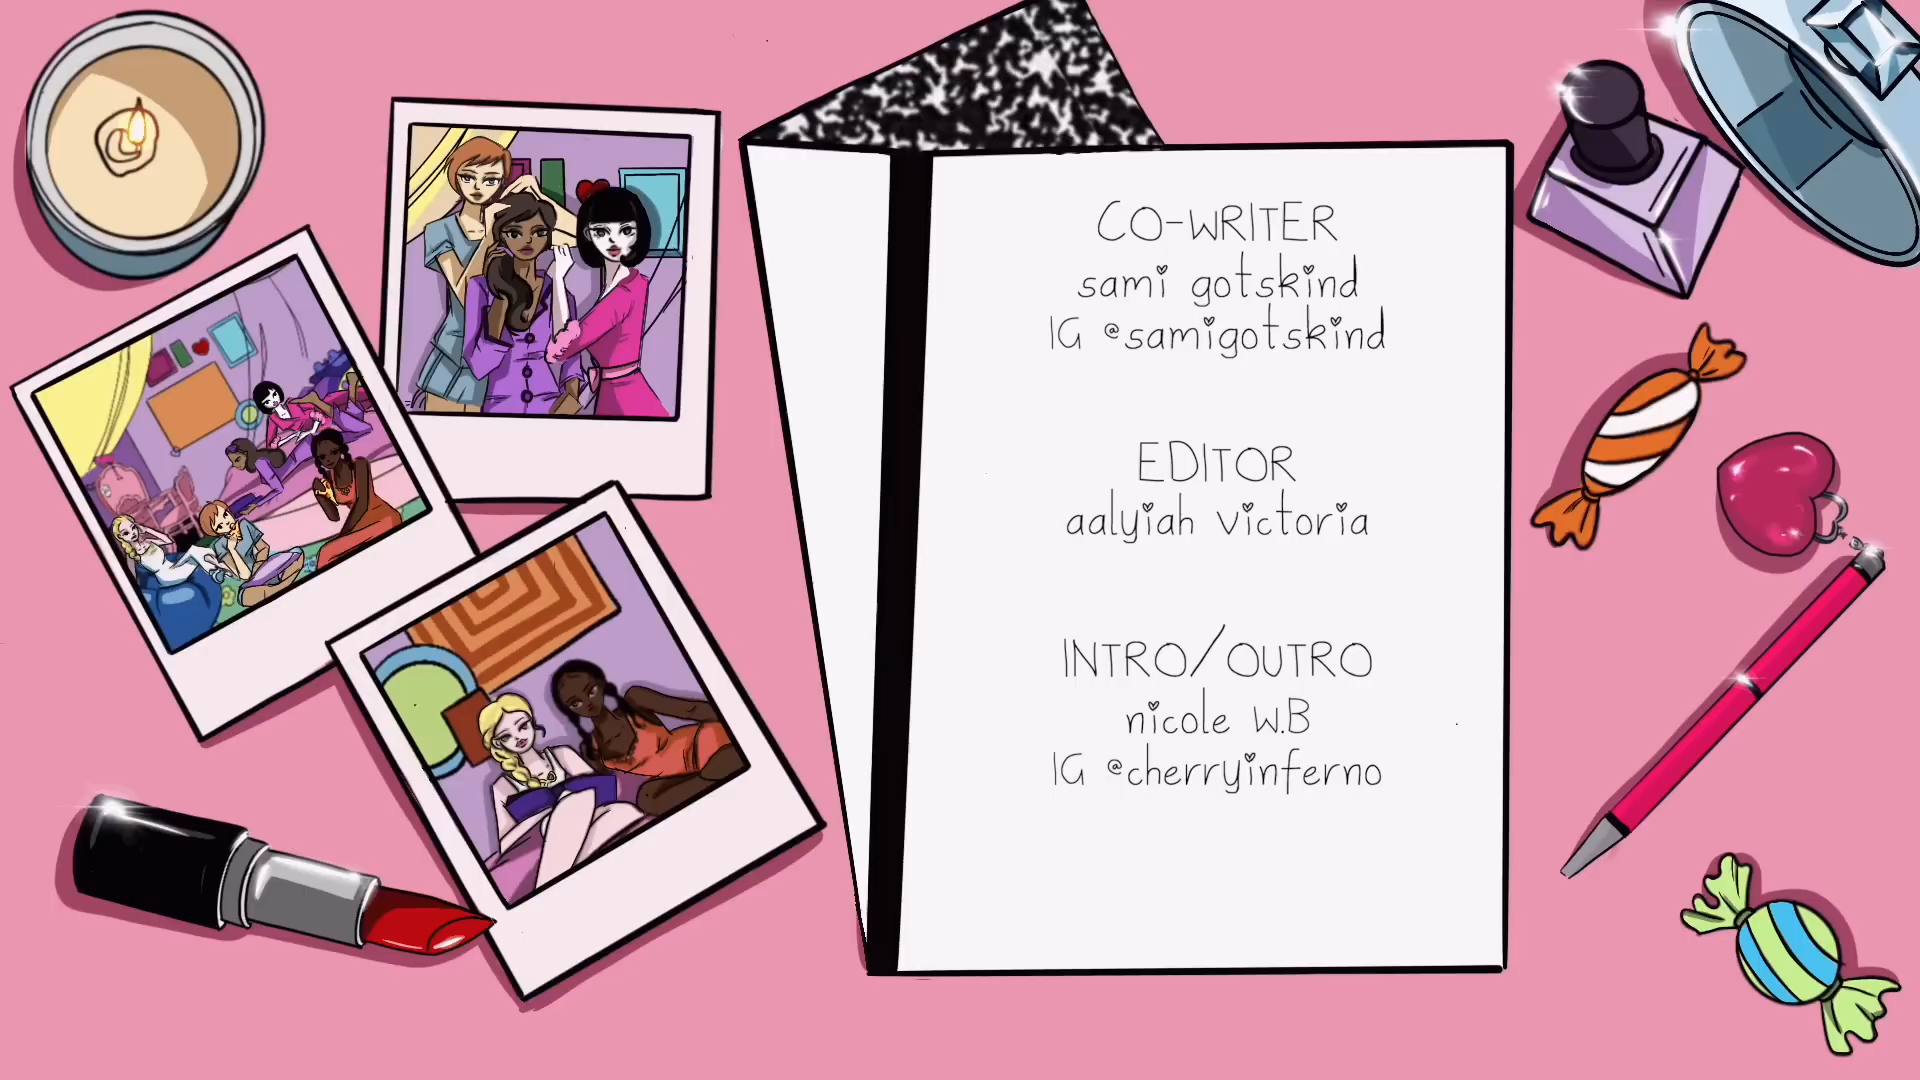 CO-WRITER
sami gotskind
IG @samigotskind
EDITOR
aalyiah victoria
INTRO/OUTRO
nicole W.B
IG @cherryinferno